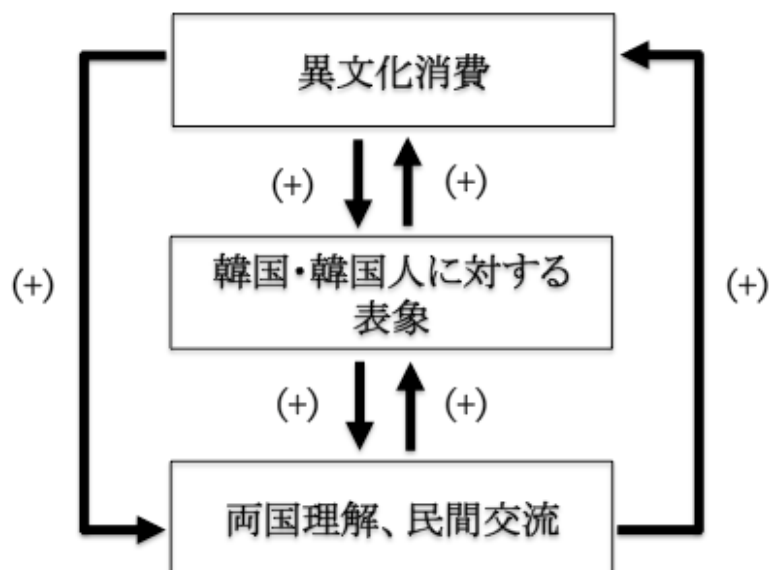 異文化消費
(+)
(+)
韓国・韓国人に対する
表象
(+)
(+)
(+)
(+)
両国理解、民間交流